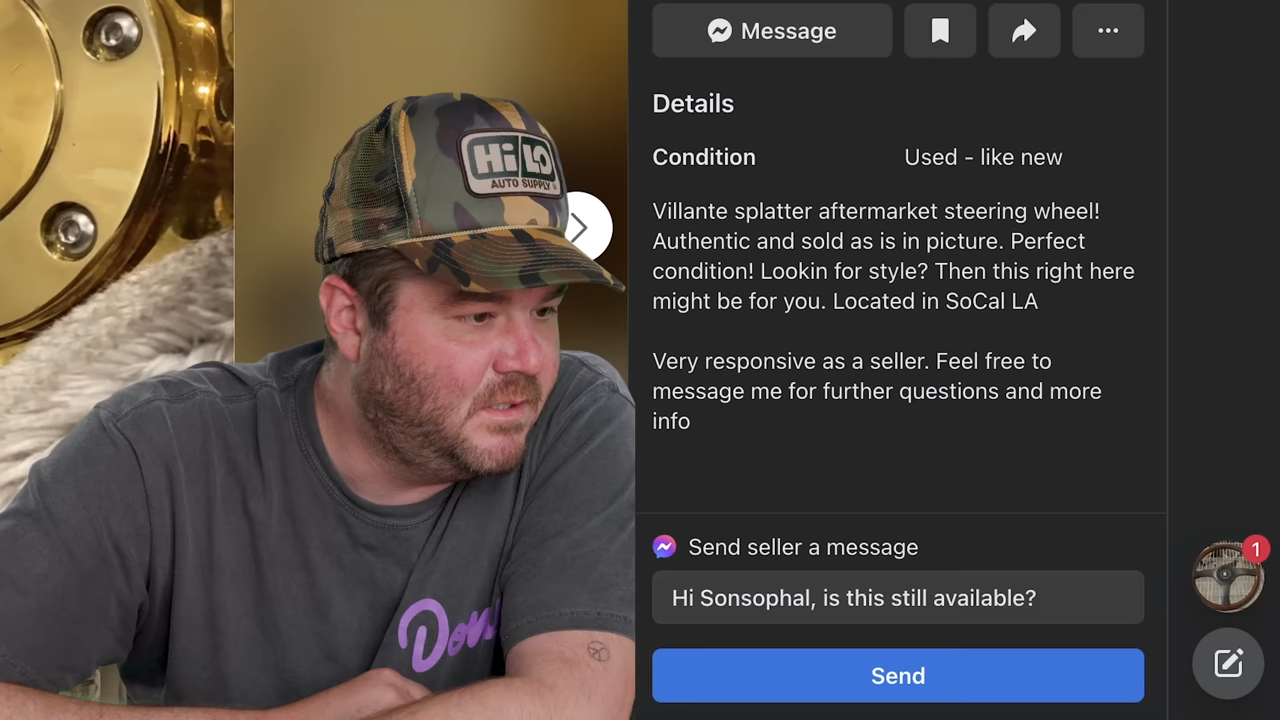 Message
Details
Condition
Used - like new
Villante splatter aftermarket steering wheel!
Authentic and sold as is in picture. Perfect
condition! Lookin for style? Then this right here
might be for you. Located in SoCal LA
Very responsive as a seller. Feel free to
message me for further questions and more
info
Send seller a message
Hi Sonsophal, is this still available?
Send
1
Hi LO
AUTO SUPPLY